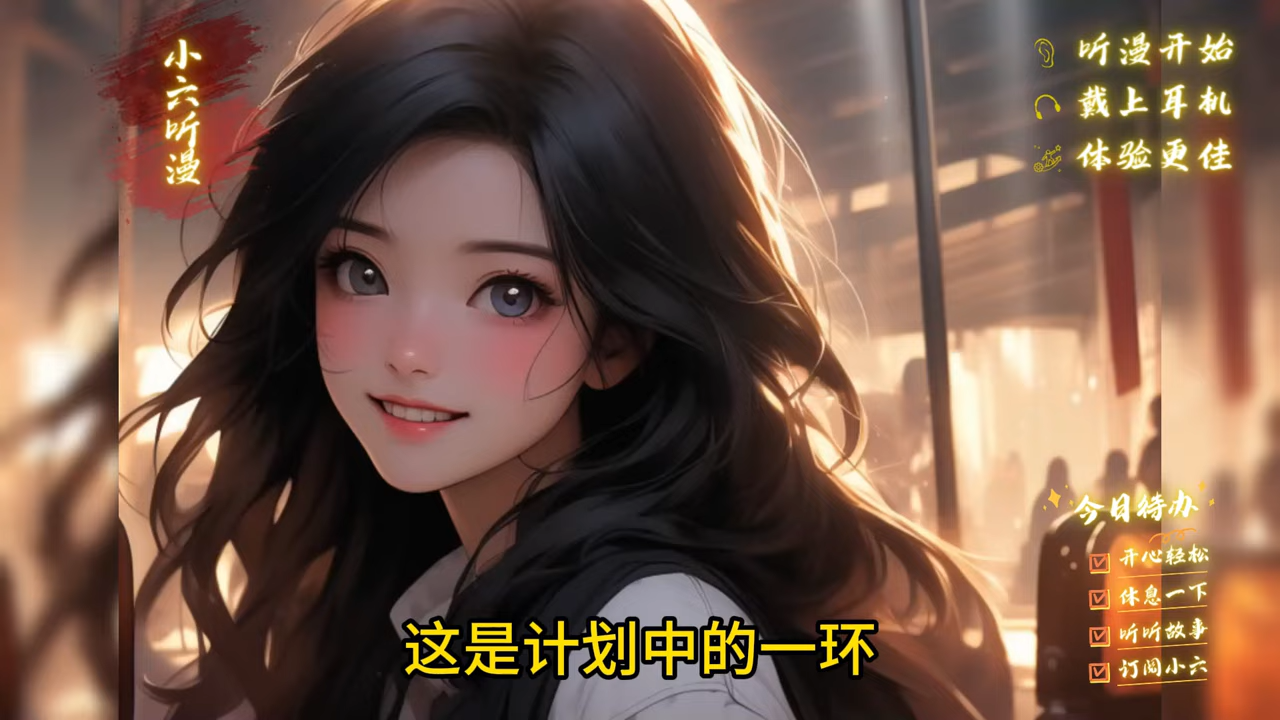 小六听漫
听漫开始
戴上耳机
体验更佳
今日待办
开心轻松
休息一下
听听故事
订阅小六
这是计划中的一环